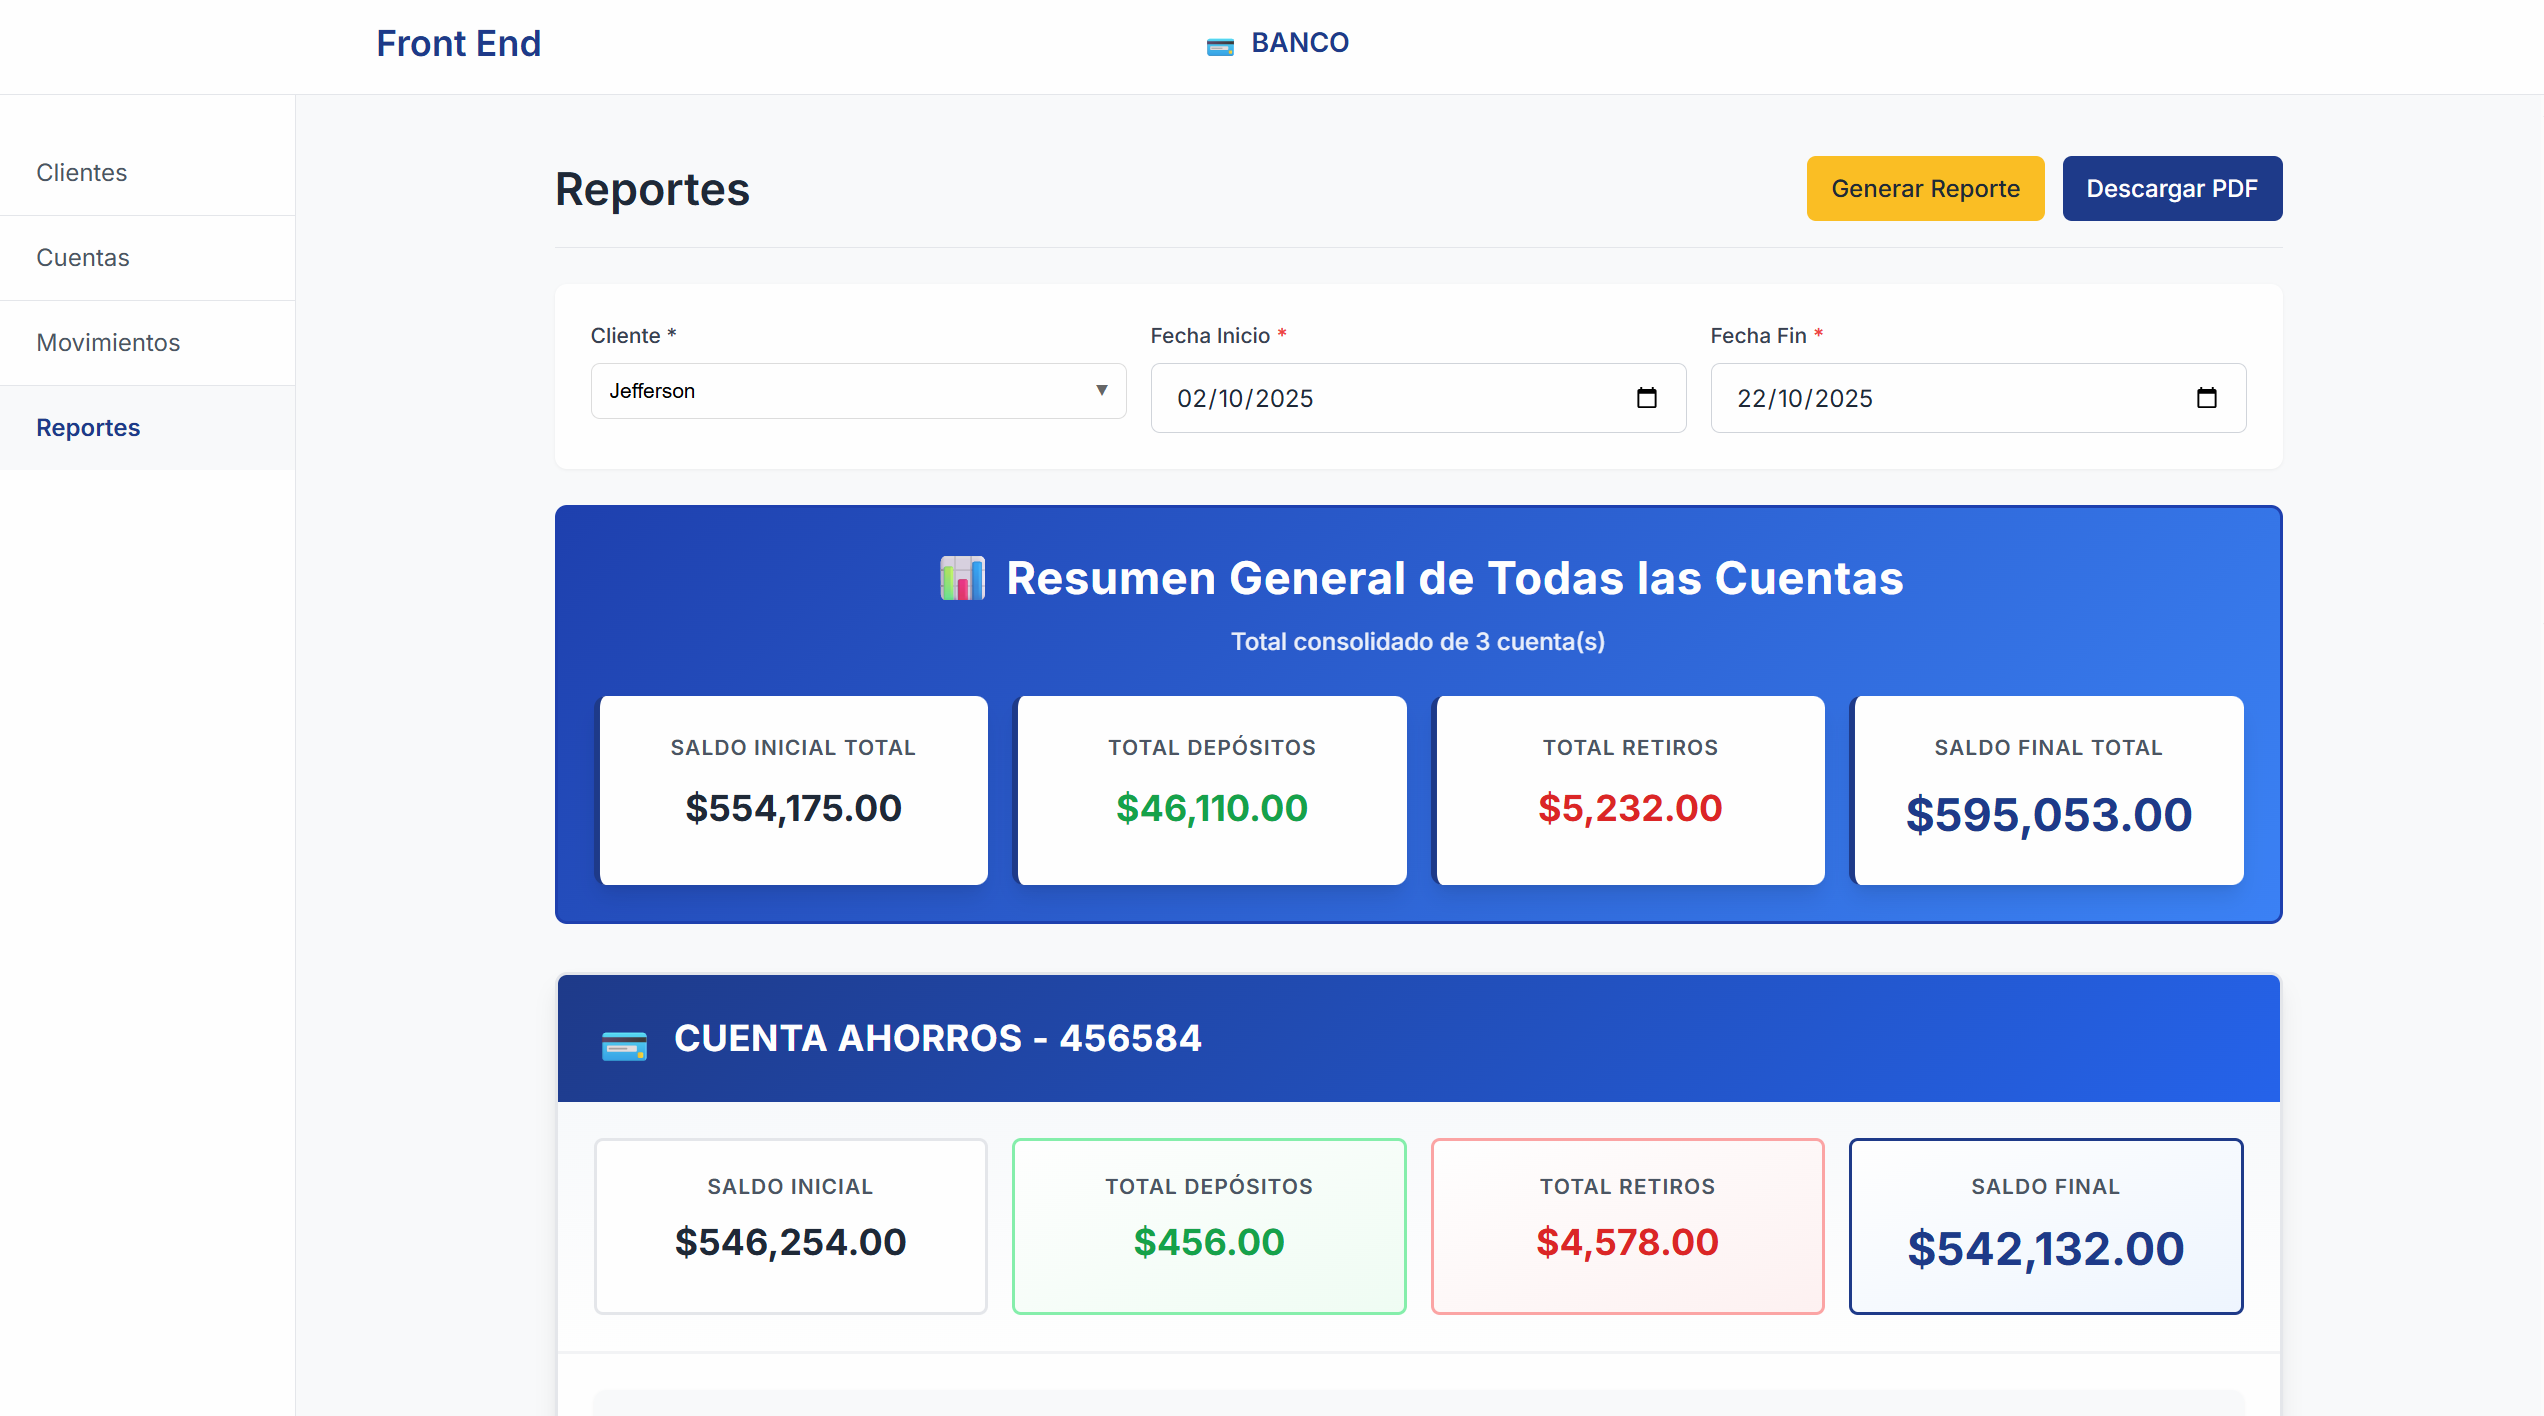 Front End
BANCO
Clientes
Cuentas
Movimientos
Reportes
Reportes
Generar Reporte
Descargar PDF
Cliente *
Fecha Inicio *
Fecha Fin *
Jefferson
02/10/2025
22/10/2025
Resumen General de Todas las Cuentas
Total consolidado de 3 cuenta(s)
SALDO INICIAL TOTAL
$554,175.00
TOTAL DEPÓSITOS
$46,110.00
TOTAL RETIROS
$5,232.00
SALDO FINAL TOTAL
$595,053.00
CUENTA AHORROS - 456584
SALDO INICIAL
$546,254.00
TOTAL DEPÓSITOS
$456.00
TOTAL RETIROS
$4,578.00
SALDO FINAL
$542,132.00